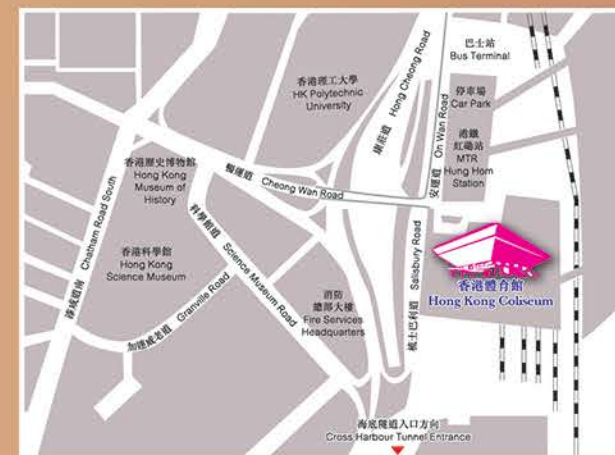 巴士站
Bus Terminal
香港理工大學
HK Polytechnic
University
康莊道 Hong Cheong Road
停車場
Car Park
安運道 On Wan Road
港鐵
紅磡站
MTR
Hung Hom
Station
香港歷史博物館
Hong Kong
Museum of
History
暢運道 Cheong Wan Road
漆咸道南 Chatham Road South
科學館道 Science Museum Road
香港科學館
Hong Kong
Science Museum
加連威老道 Granville Road
消防
總部大樓
Fire Services
Headquarters
梳士巴利道 Salisbury Road
香港體育館
Hong Kong Coliseum
海底隧道入口方向
Cross Harbour Tunnel Entrance